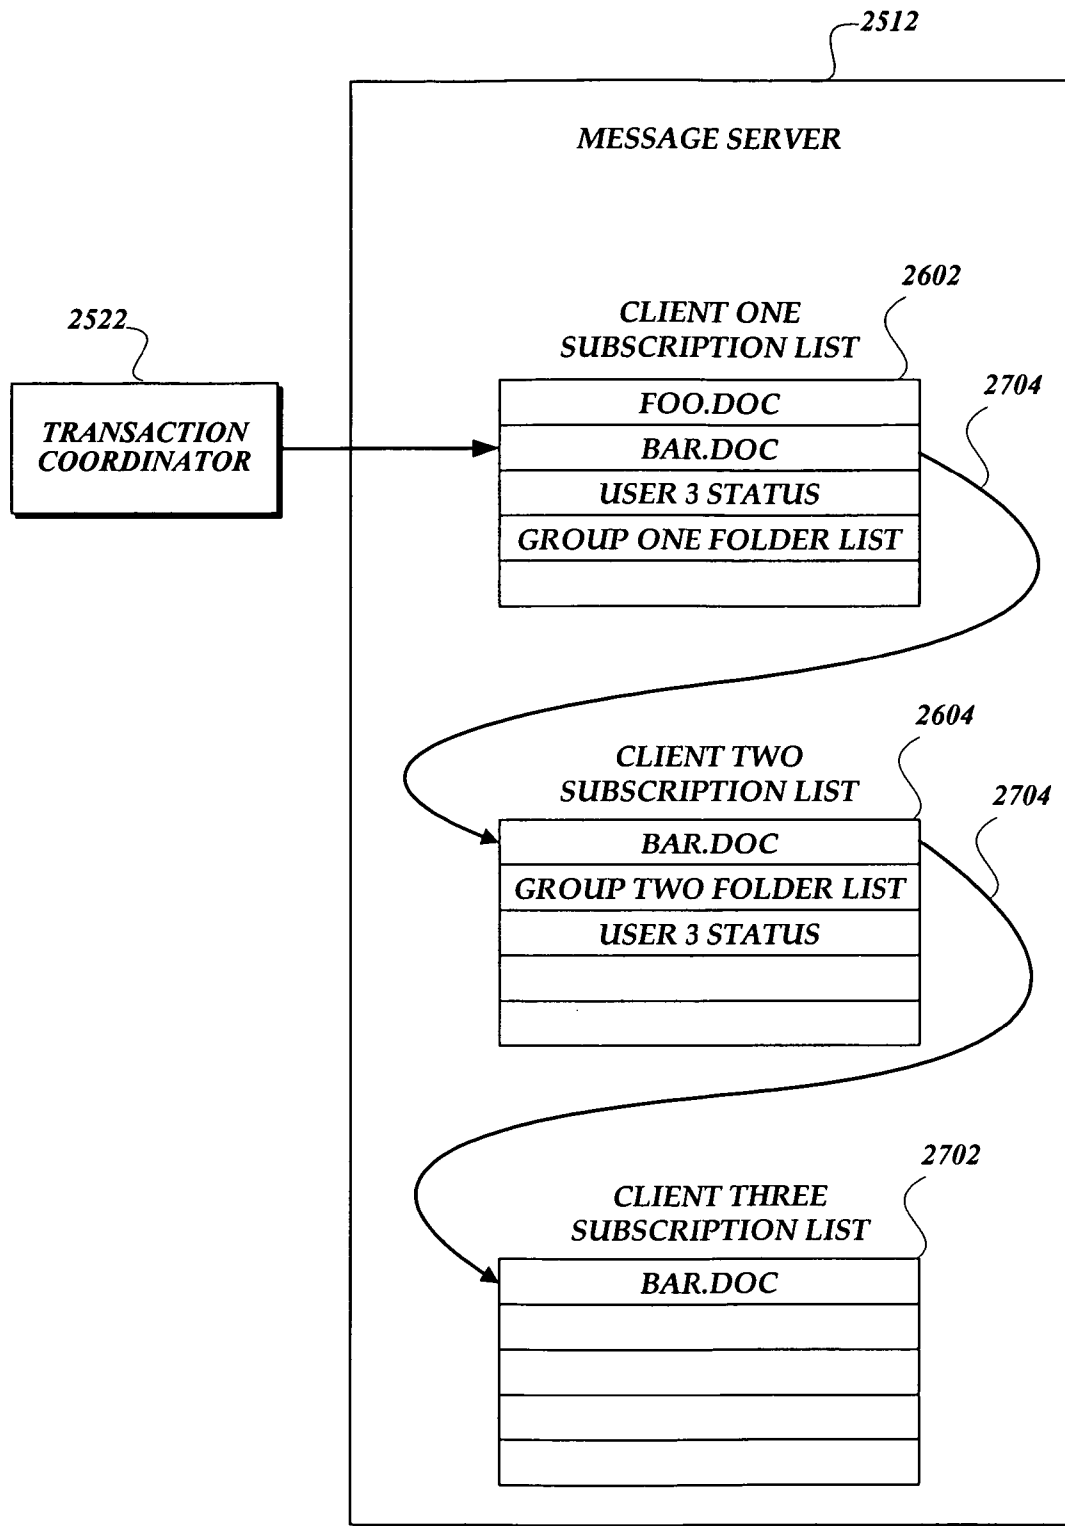 2512
MESSAGE SERVER
2602
CLIENT ONE
SUBSCRIPTION LIST
2704
2522
TRANSACTION
COORDINATOR
FOO.DOC
BAR.DOC
USER 3 STATUS
GROUP ONE FOLDER LIST
2604
CLIENT TWO
SUBSCRIPTION LIST
2704
BAR.DOC
GROUP TWO FOLDER LIST
USER 3 STATUS
2702
CLIENT THREE
SUBSCRIPTION LIST
BAR.DOC